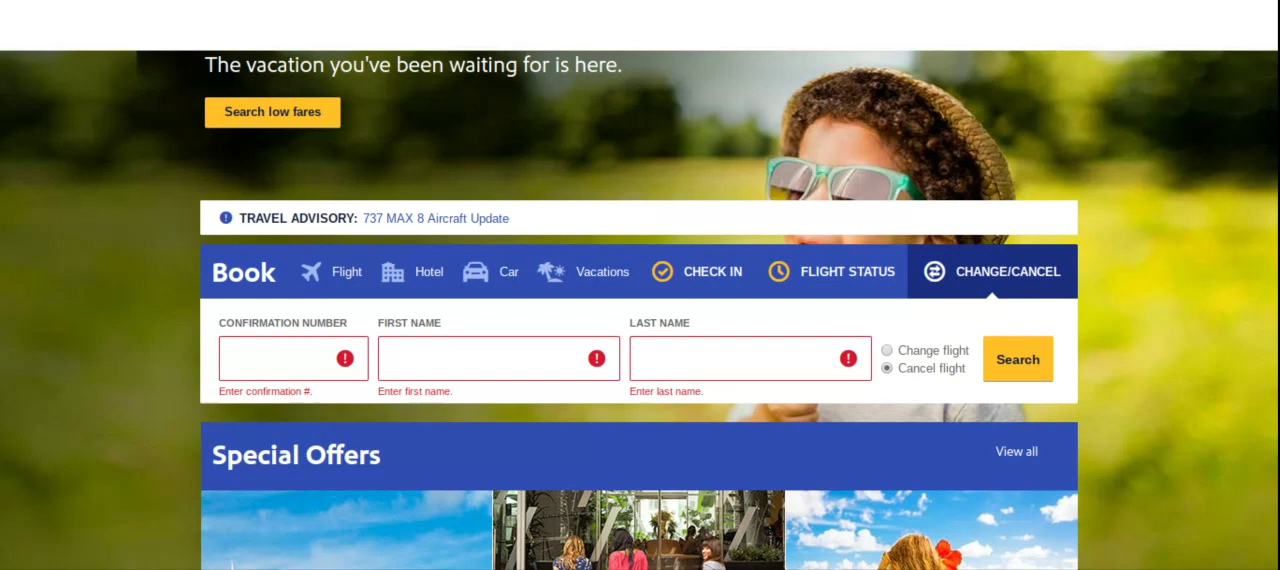 The vacation you've been waiting for is here.
Search low fares
TRAVEL ADVISORY: 737 MAX 8 Aircraft Update
Book Flight Hotel Car Vacations CHECK IN FLIGHT STATUS CHANGE/CANCEL
CONFIRMATION NUMBER FIRST NAME LAST NAME
Change flight
Cancel flight
Search
Enter confirmation #. Enter first name. Enter last name.
Special Offers View all